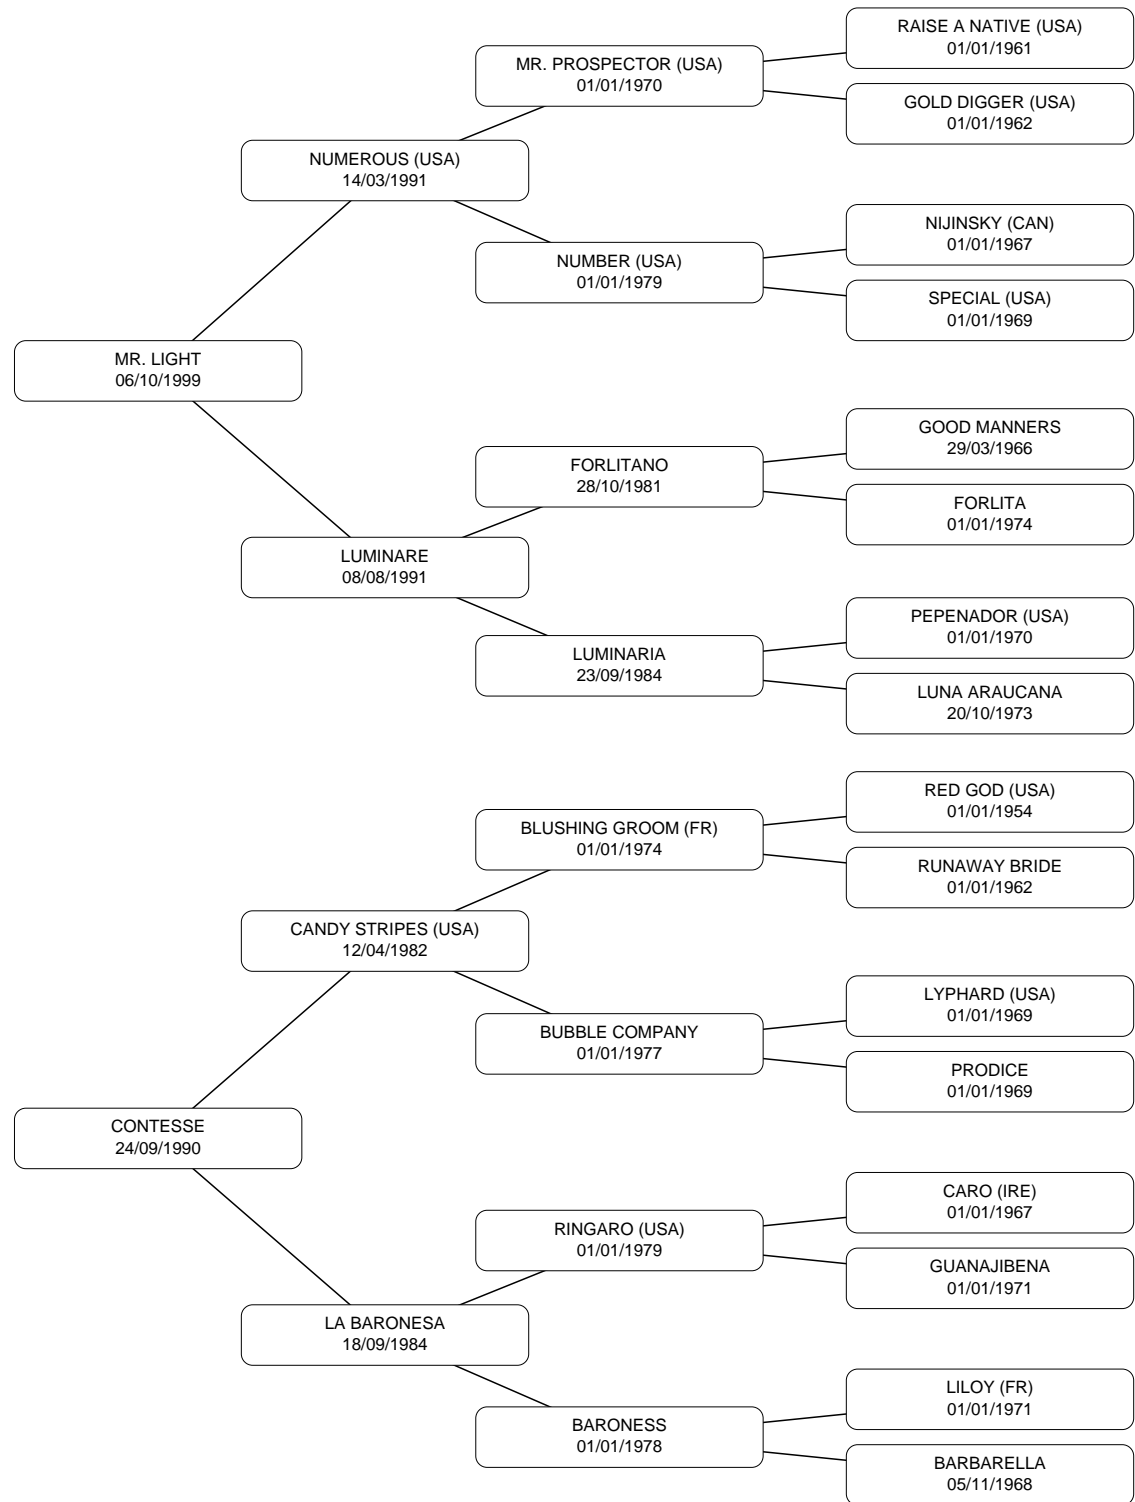 RAISE A NATIVE (USA)
01/01/1961
MR. PROSPECTOR (USA)
01/01/1970
GOLD DIGGER (USA)
01/01/1962
NUMEROUS (USA)
14/03/1991
NIJINSKY (CAN)
01/01/1967
NUMBER (USA)
01/01/1979
SPECIAL (USA)
01/01/1969
MR. LIGHT
06/10/1999
GOOD MANNERS
29/03/1966
FORLITANO
28/10/1981
FORLITA
01/01/1974
LUMINARE
08/08/1991
PEPENADOR (USA)
01/01/1970
LUMINARIA
23/09/1984
LUNA ARAUCANA
20/10/1973
RED GOD (USA)
01/01/1954
BLUSHING GROOM (FR)
01/01/1974
RUNAWAY BRIDE
01/01/1962
CANDY STRIPES (USA)
12/04/1982
LYPHARD (USA)
01/01/1969
BUBBLE COMPANY
01/01/1977
PRODICE
01/01/1969
CONTESSE
24/09/1990
CARO (IRE)
01/01/1967
RINGARO (USA)
01/01/1979
GUANAJIBENA
01/01/1971
LA BARONESA
18/09/1984
LILOY (FR)
01/01/1971
BARONESS
01/01/1978
BARBARELLA
05/11/1968